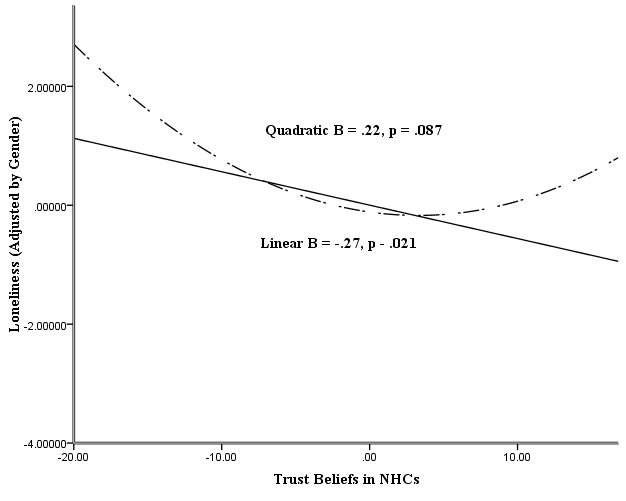 2.00000
.00000
-2.00000
-4.00000
Loneliness (Adjusted by Gender)
Quadratic B = .22, p = .087
Linear B = -.27, p - .021
-20.00 -10.00 .00 10.00
Trust Beliefs in NHCs